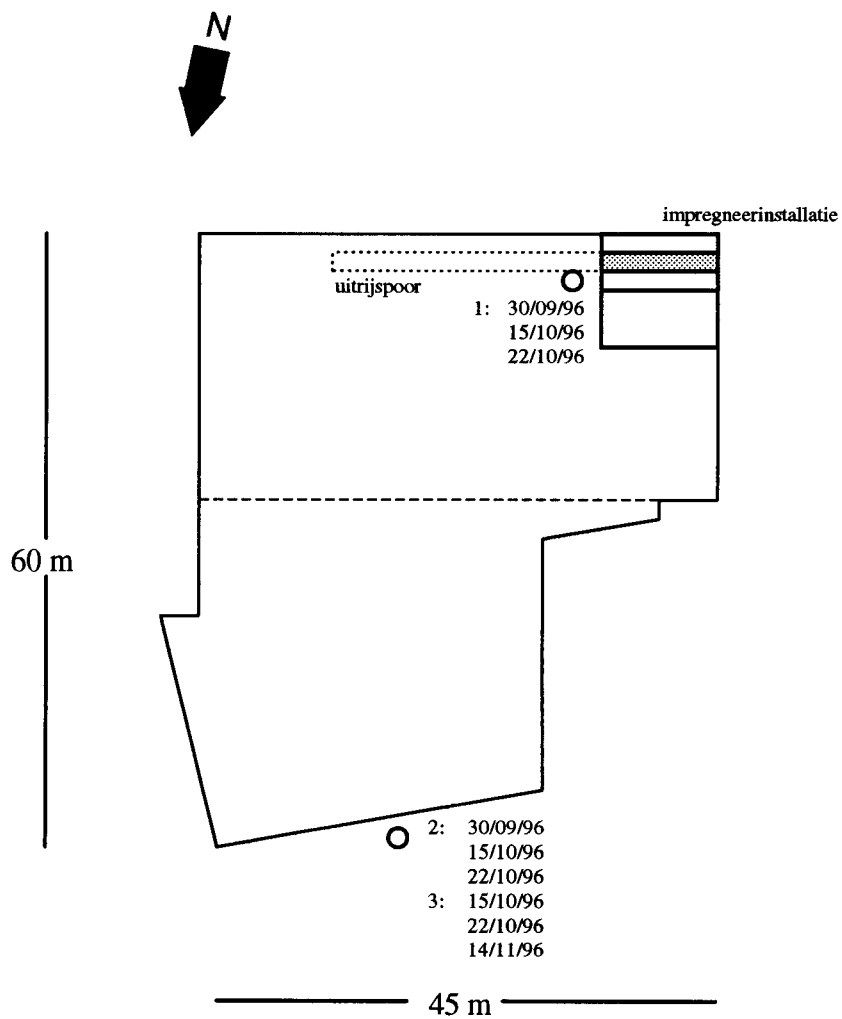 N
impregneerinstallatie
uitrijspoor
1: 30/09/96
15/10/96
22/10/96
60 m
2: 30/09/96
15/10/96
22/10/96
3: 15/10/96
22/10/96
14/11/96
45 m